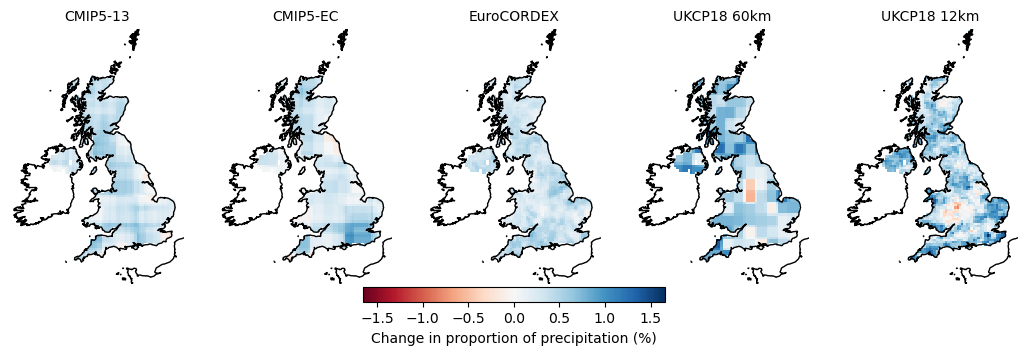 CMIP5-13 CMIP5-EC EuroCORDEX UKCP18 60km UKCP18 12km
−1.5 −1.0 −0.5 0.0 0.5 1.0 1.5
Change in proportion of precipitation (%)